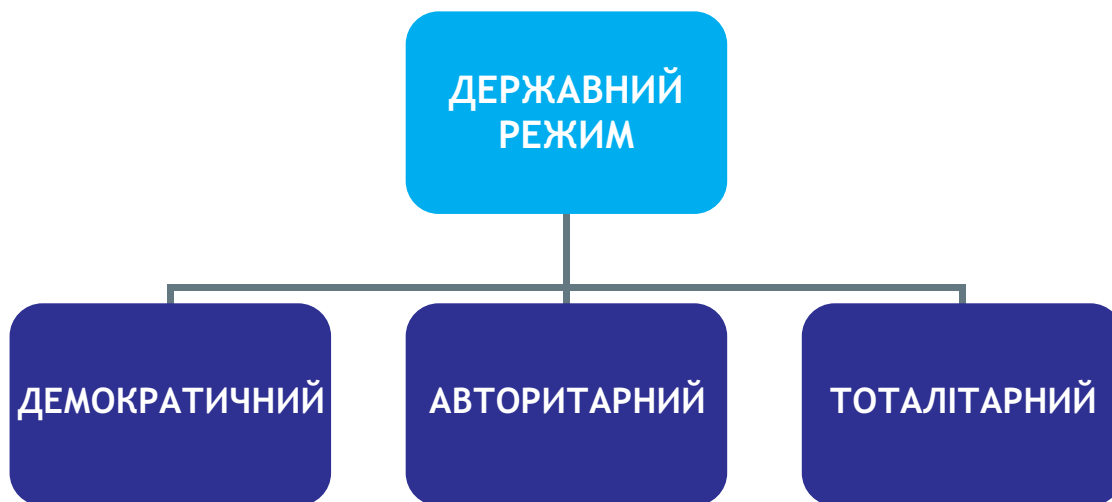 ДЕРЖАВНИЙ
РЕЖИМ
ДЕМОКРАТИЧНИЙ
АВТОРИТАРНИЙ
ТОТАЛІТАРНИЙ